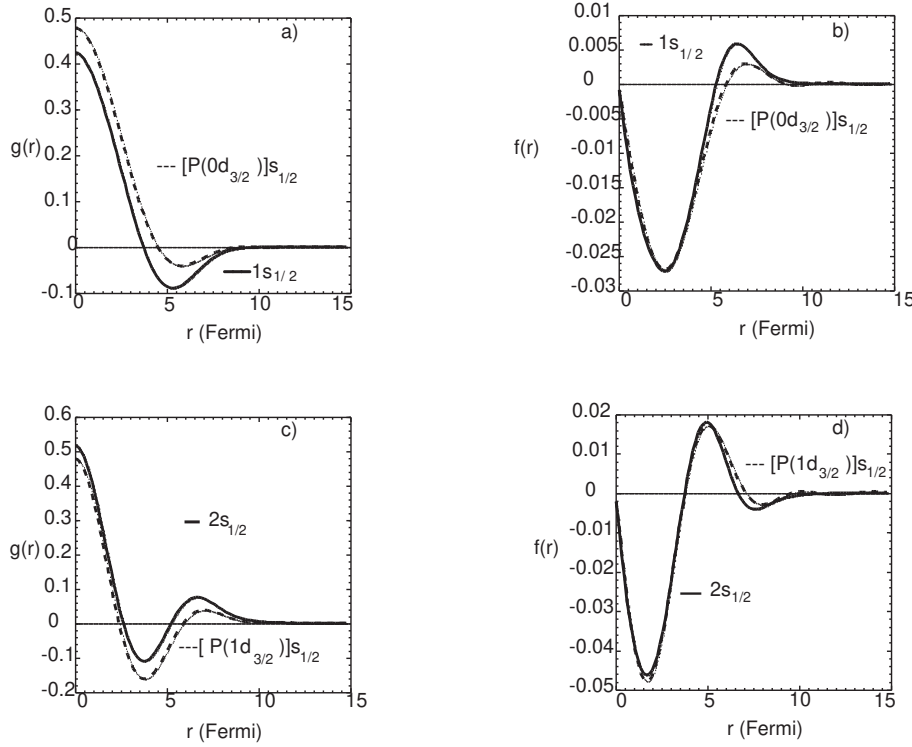 a)
0.5
0.4
0.3
g(r)
0.2
0.1
0
-0.1
--- [P(0d3/2)]s1/2
1s1/2
0 5 10 15
r (Fermi)
b)
0.01
0.005
0
-0.005
-0.01
f(r)
-0.015
-0.02
-0.025
-0.03
1s1/2
--- [P(0d3/2)]s1/2
0 5 10 15
r (Fermi)
c)
0.6
0.5
0.4
0.3
g(r)
0.2
0.1
0
-0.1
-0.2
2s1/2
---[ P(1d3/2)]s1/2
0 5 10 15
r (Fermi)
d)
0.02
0.01
0
-0.01
f(r)
-0.02
-0.03
-0.04
-0.05
--- [P(1d3/2)]s1/2
2s1/2
0 5 10 15
r (Fermi)